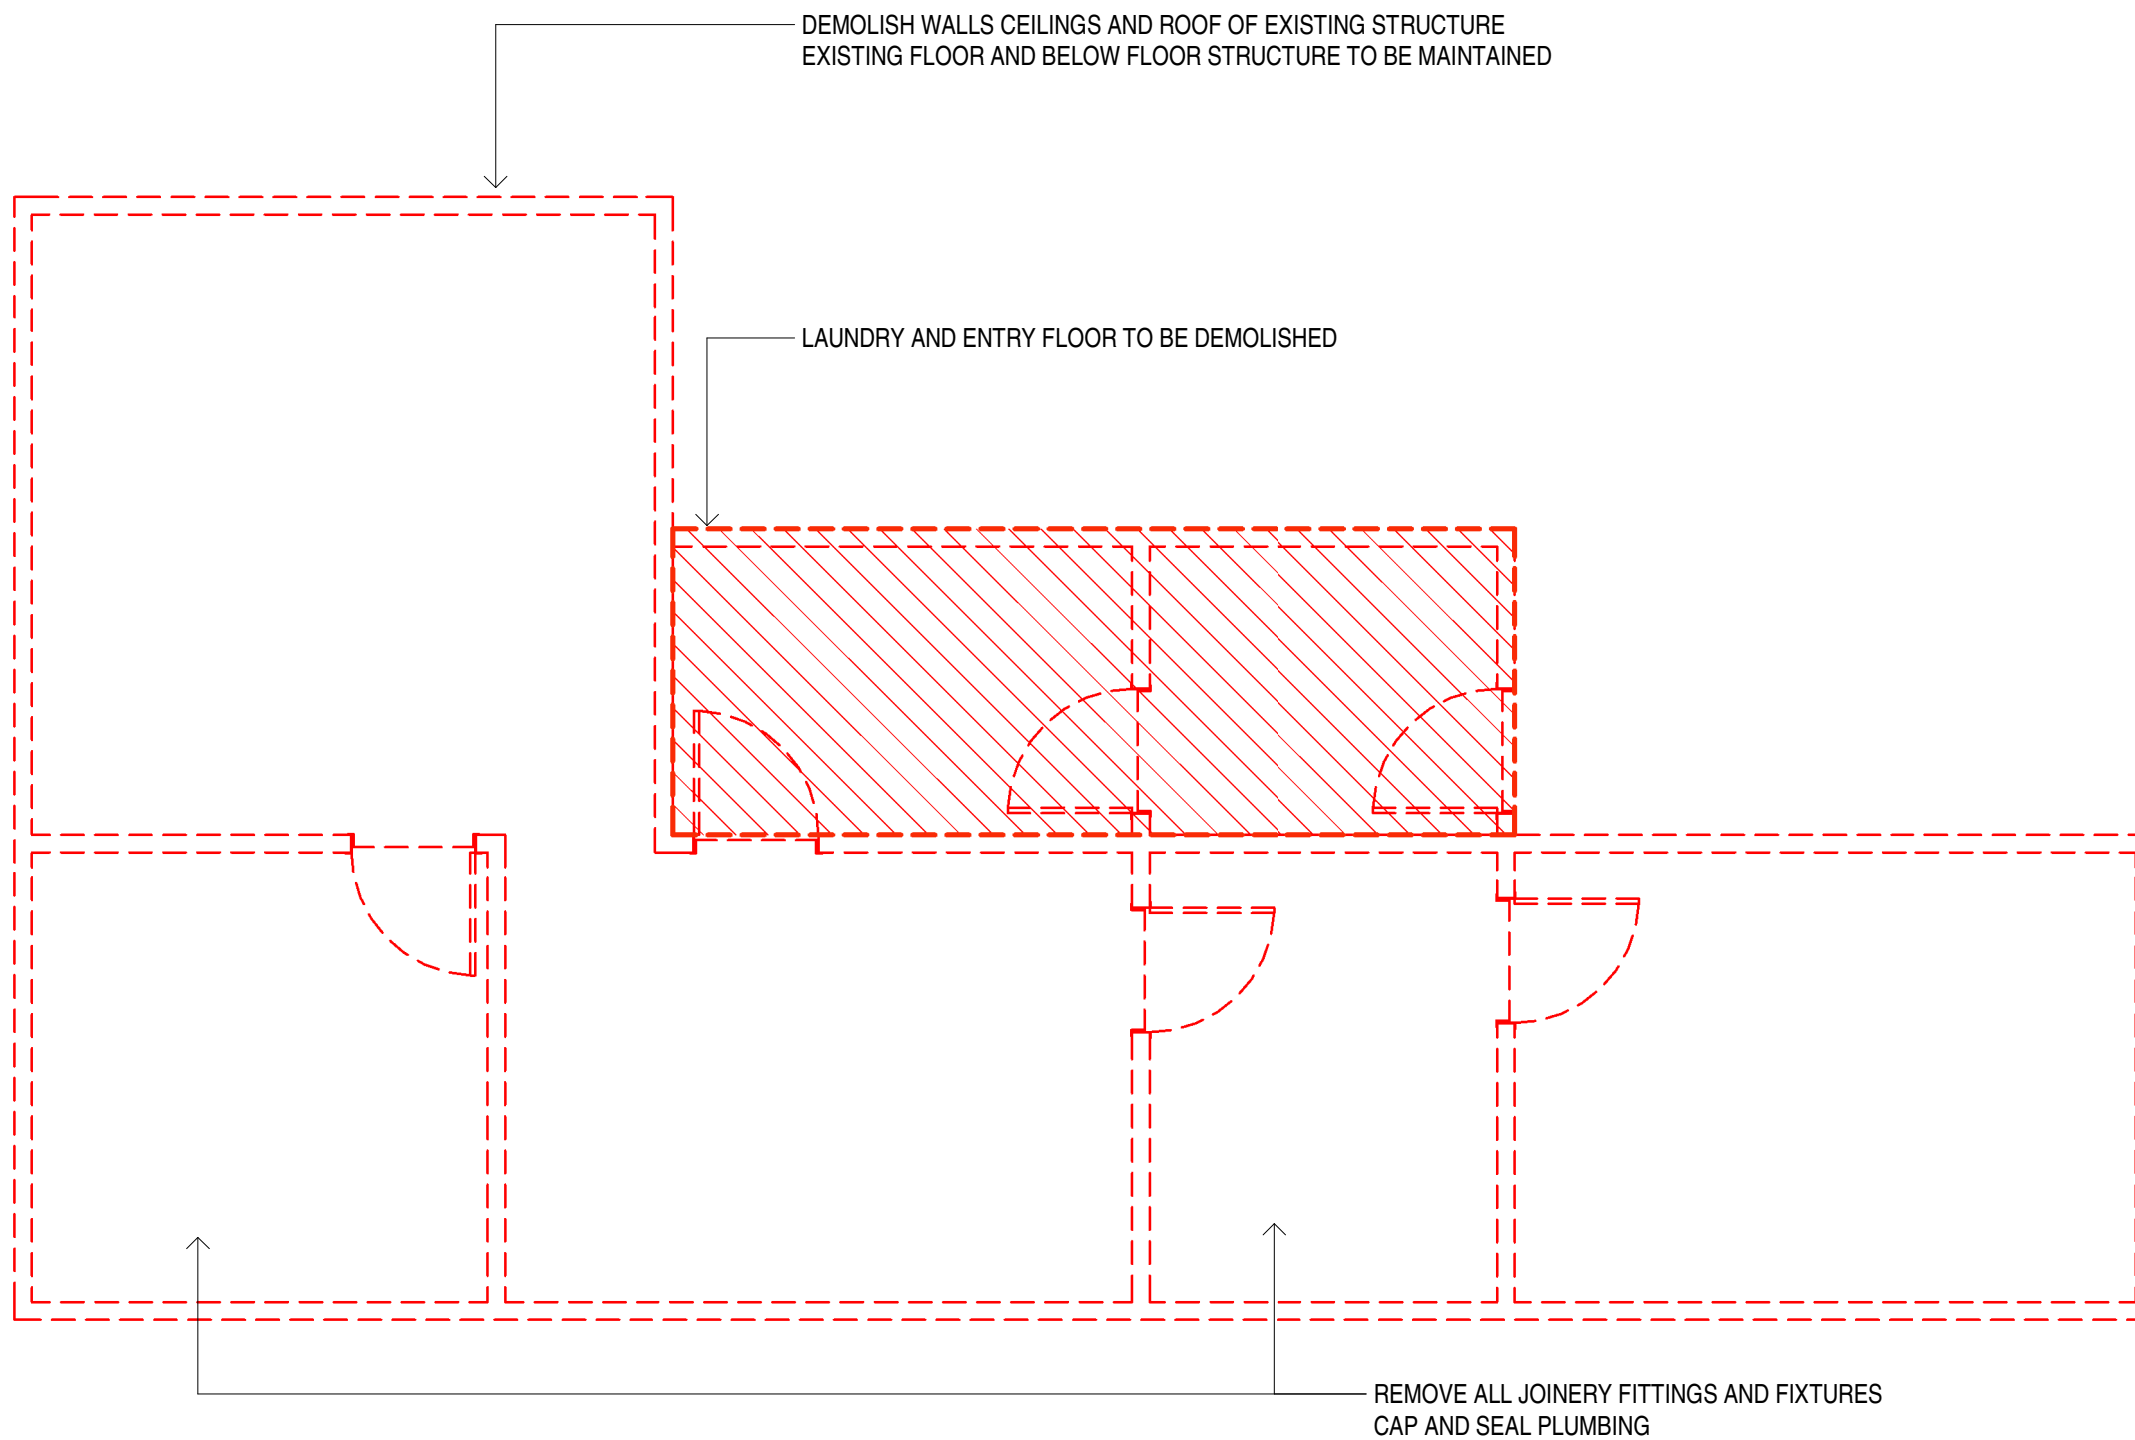 DEMOLISH WALLS CEILINGS AND ROOF OF EXISTING STRUCTURE
EXISTING FLOOR AND BELOW FLOOR STRUCTURE TO BE MAINTAINED
LAUNDRY AND ENTRY FLOOR TO BE DEMOLISHED
REMOVE ALL JOINERY FITTINGS AND FIXTURES
CAP AND SEAL PLUMBING